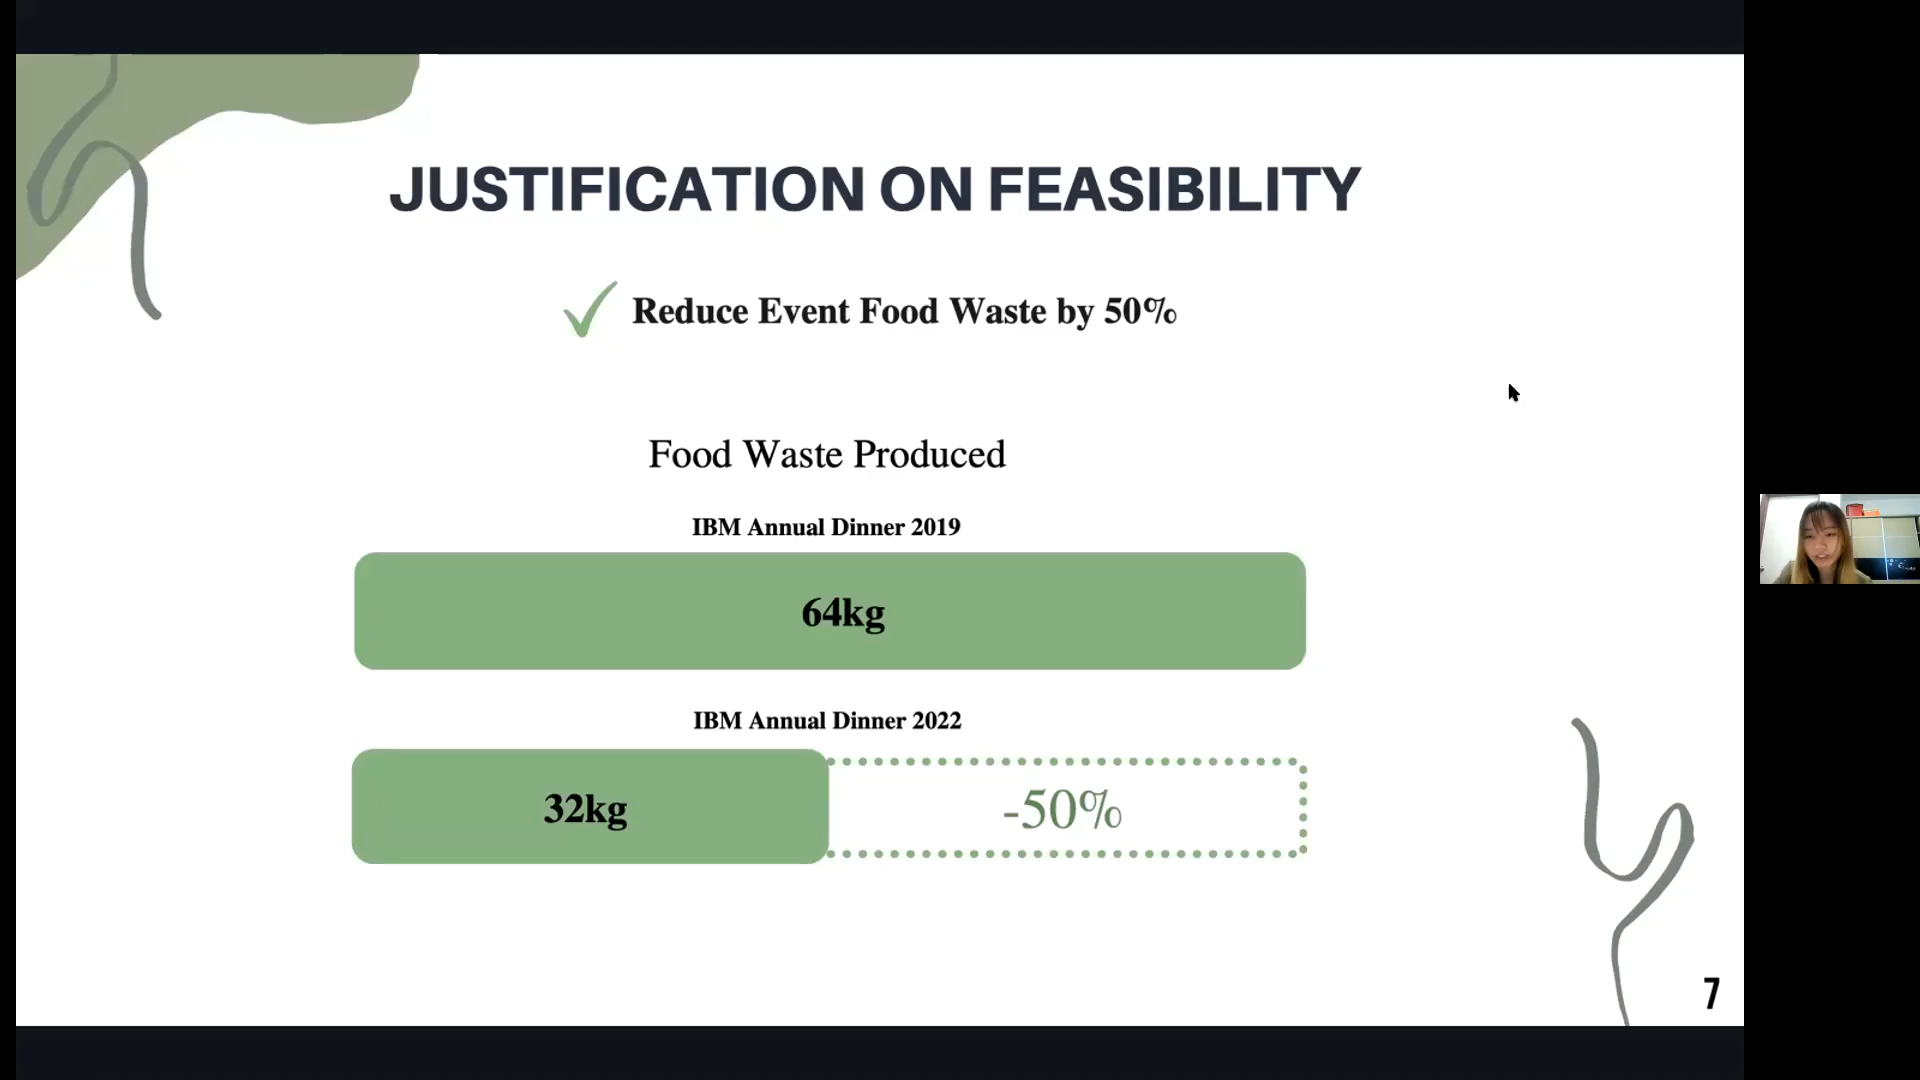 JUSTIFICATION ON FEASIBILITY
Reduce Event Food Waste by 50%
Food Waste Produced
IBM Annual Dinner 2019
64kg
IBM Annual Dinner 2022
32kg
-50%
7